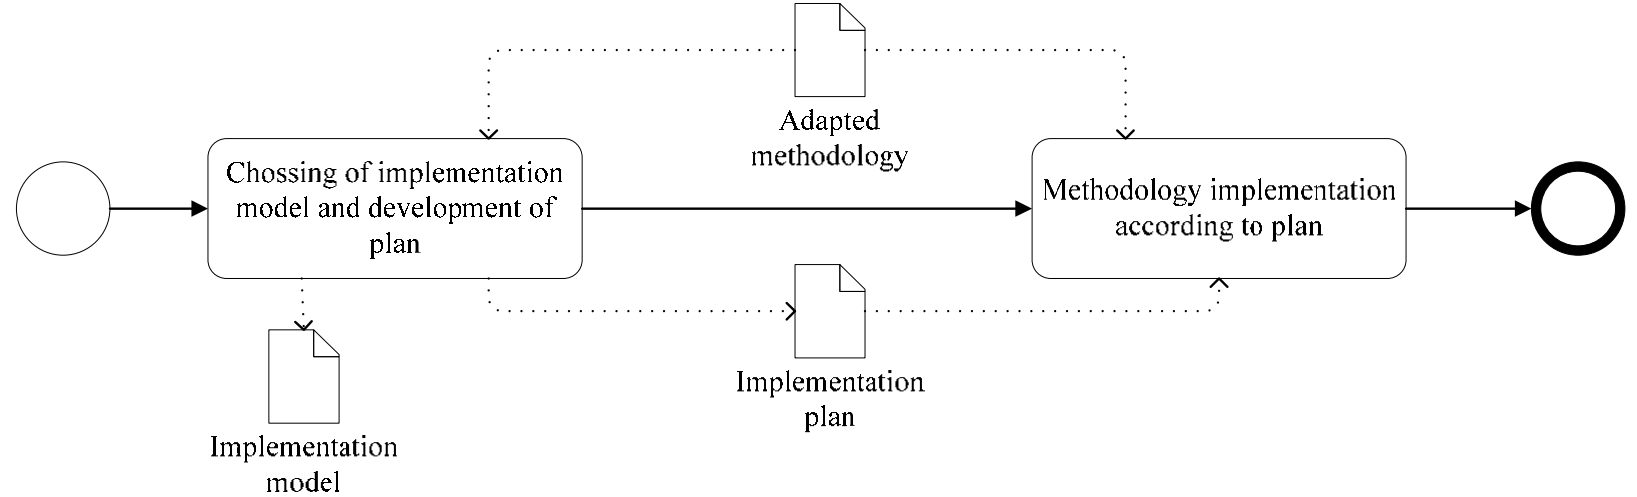 Adapted
methodology
Chossing of implementation
model and development of
plan
Methodology implementation
according to plan
Implementation
plan
Implementation
model